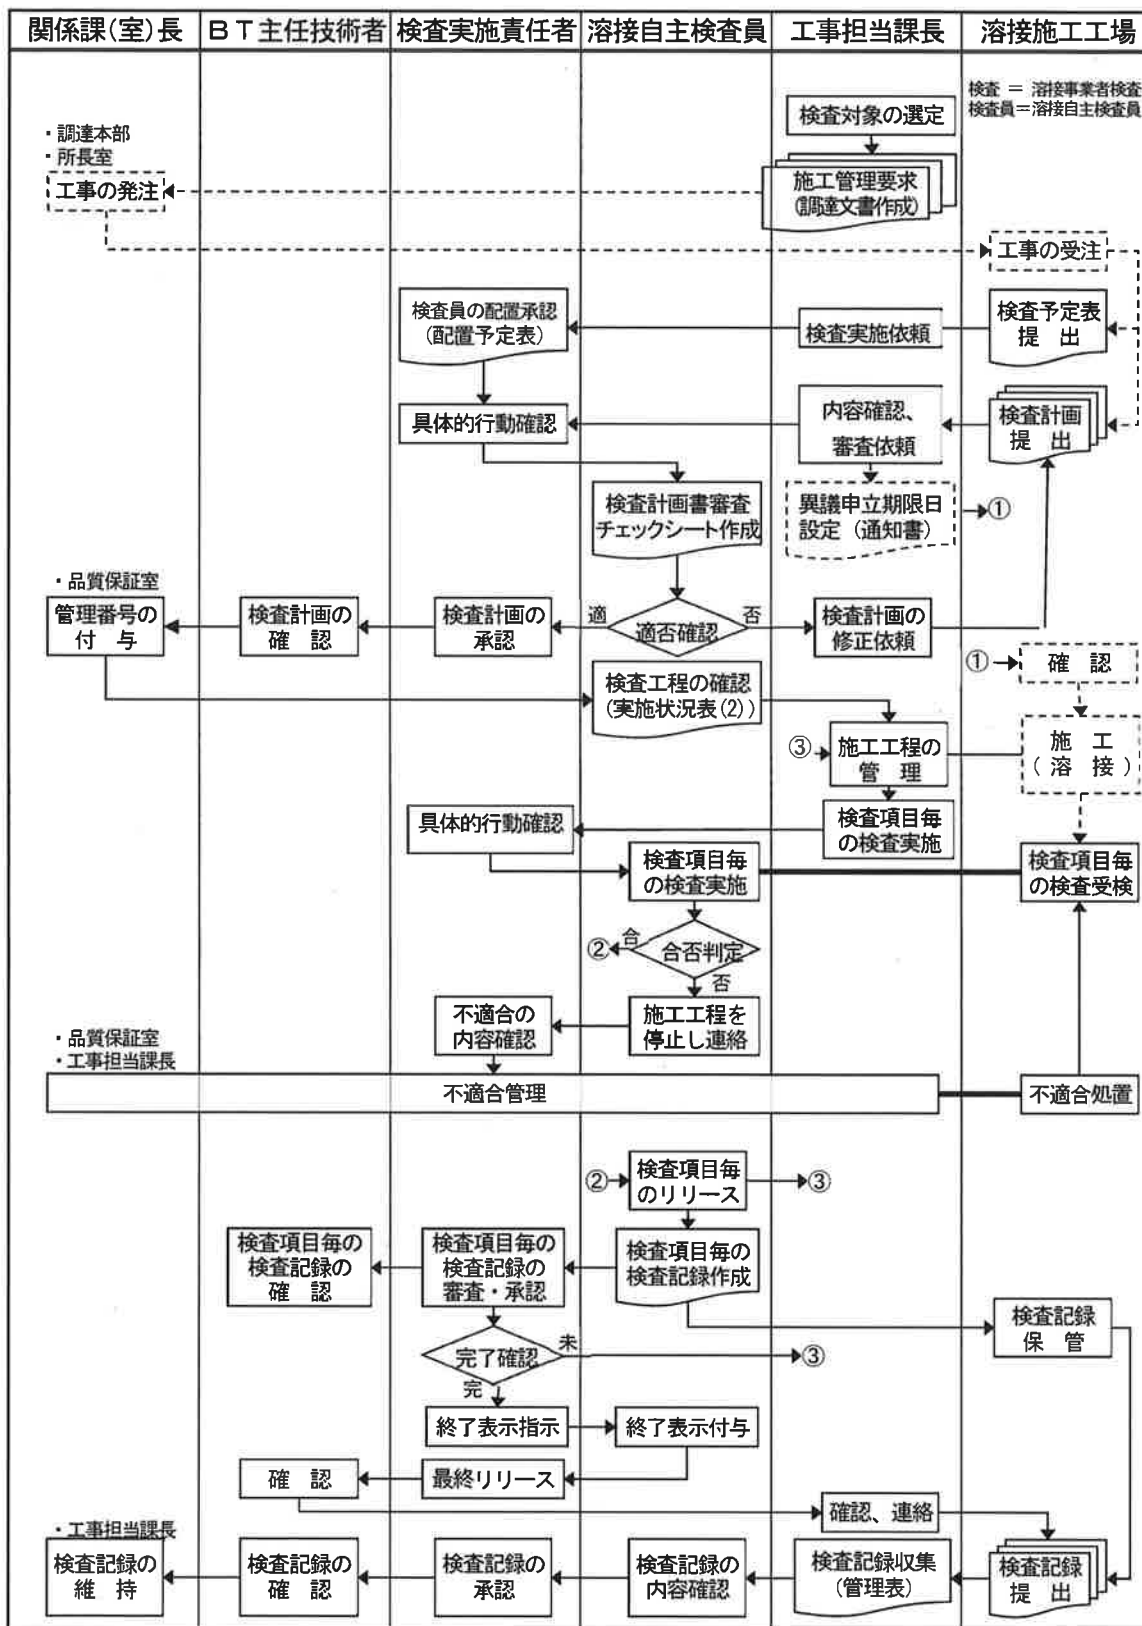 関係課(室)長
BT主任技術者
検査実施責任者
溶接自主検査員
工事担当課長
溶接施工工場
検査 = 溶接事業者検査
検査員=溶接自主検査員
検査対象の選定
・調達本部
・所長室
工事の発注
施工管理要求
(調達文書作成)
工事の受注
検査員の配置承認
(配置予定表)
検査実施依頼
検査予定表
提 出
具体的行動確認
内容確認、
審査依頼
検査計画
提 出
検査計画書審査
チェックシート作成
異議申立期限日
設定(通知書)
①
・品質保証室
管理番号の
付 与
検査計画の
確 認
検査計画の
承認
適
適否確認
否
検査計画の
修正依頼
①
確 認
検査工程の確認
(実施状況表(2))
③
施工工程の
管 理
施 工
(溶 接)
具体的行動確認
検査項目毎
の検査実施
検査項目毎
の検査実施
検査項目毎
の検査受検
②
合
合否判定
否
不適合の
内容確認
施工工程を
停止し連絡
・品質保証室
・工事担当課長
不適合管理
不適合処置
②
検査項目毎
のリリース
③
検査項目毎の
検査記録の
確 認
検査項目毎の
検査記録の
審査・承認
検査項目毎の
検査記録作成
検査記録
保 管
完了確認
未
③
完
終了表示指示
終了表示付与
確 認
最終リリース
確認、連絡
・工事担当課長
検査記録の
維 持
検査記録の
確 認
検査記録の
承認
検査記録の
内容確認
検査記録収集
(管理表)
検査記録
提 出